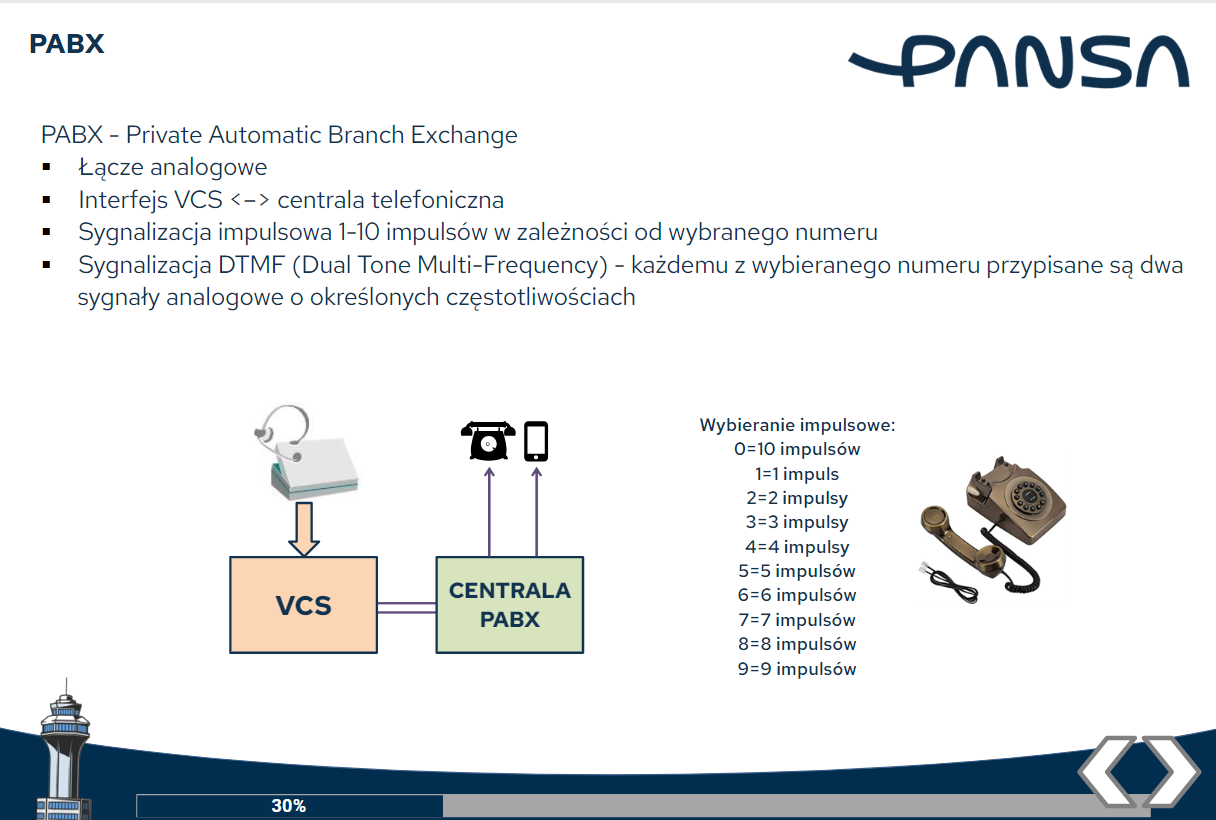 PABX
PANSA
PABX - Private Automatic Branch Exchange
▪ Łącze analogowe
▪ Interfejs VCS <–> centrala telefoniczna
▪ Sygnalizacja impulsowa 1-10 impulsów w zależności od wybranego numeru
▪ Sygnalizacja DTMF (Dual Tone Multi-Frequency) - każdemu z wybieranego numeru przypisane są dwa
sygnały analogowe o określonych częstotliwościach
VCS
CENTRALA
PABX
Wybieranie impulsowe:
0=10 impulsów
1=1 impuls
2=2 impulsy
3=3 impulsy
4=4 impulsy
5=5 impulsów
6=6 impulsów
7=7 impulsów
8=8 impulsów
9=9 impulsów
30%